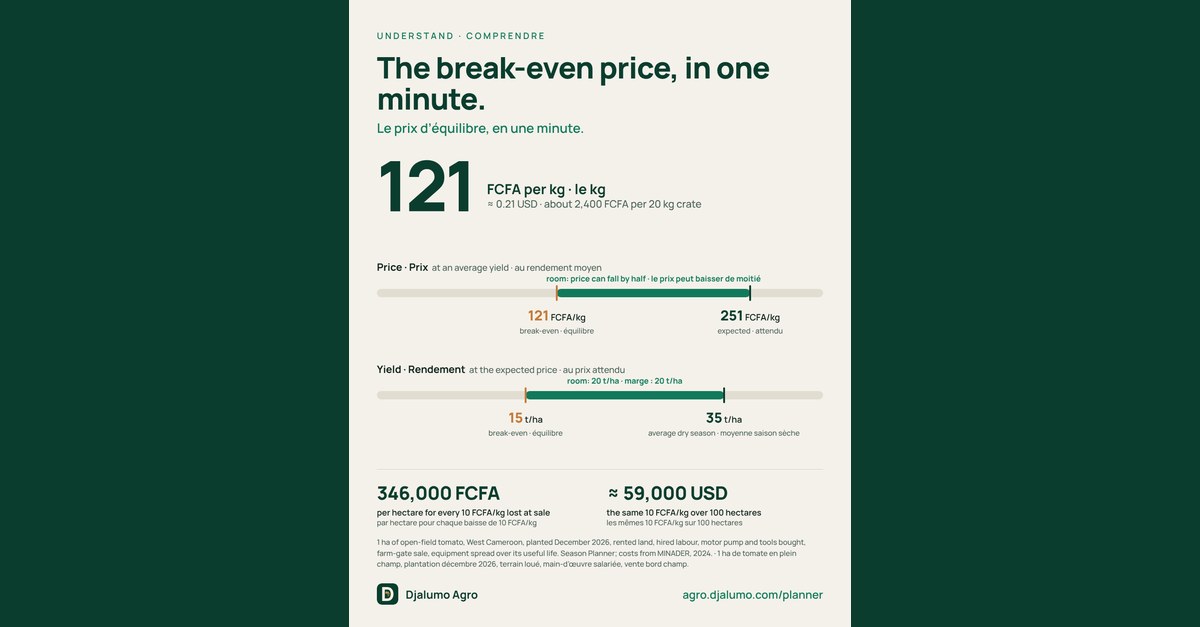 UNDERSTAND · COMPRENDRE
The break-even price, in one
minute.
Le prix d'équilibre, en une minute.
121
FCFA per kg · le kg
≈ 0.21 USD · about 2,400 FCFA per 20 kg crate
Price · Prix at an average yield · au rendement moyen
room: price can fall by half · le prix peut baisser de moitié
121 FCFA/kg
break-even · équilibre
251 FCFA/kg
expected · attendu
Yield · Rendement at the expected price · au prix attendu
room: 20 t/ha · marge : 20 t/ha
15 t/ha
break-even · équilibre
35 t/ha
average dry season · moyenne saison sèche
346,000 FCFA
per hectare for every 10 FCFA/kg lost at sale
par hectare pour chaque baisse de 10 FCFA/kg
≈ 59,000 USD
the same 10 FCFA/kg over 100 hectares
les mêmes 10 FCFA/kg sur 100 hectares
1 ha of open-field tomato, West Cameroon, planted December 2026, rented land, hired labour, motor pump and tools bought,
farm-gate sale, equipment spread over its useful life. Season Planner; costs from MINADER, 2024. · 1 ha de tomate en plein
champ, plantation décembre 2026, terrain loué, main-d'œuvre salariée, vente bord champ.
D
Djalumo Agro
agro.djalumo.com/planner